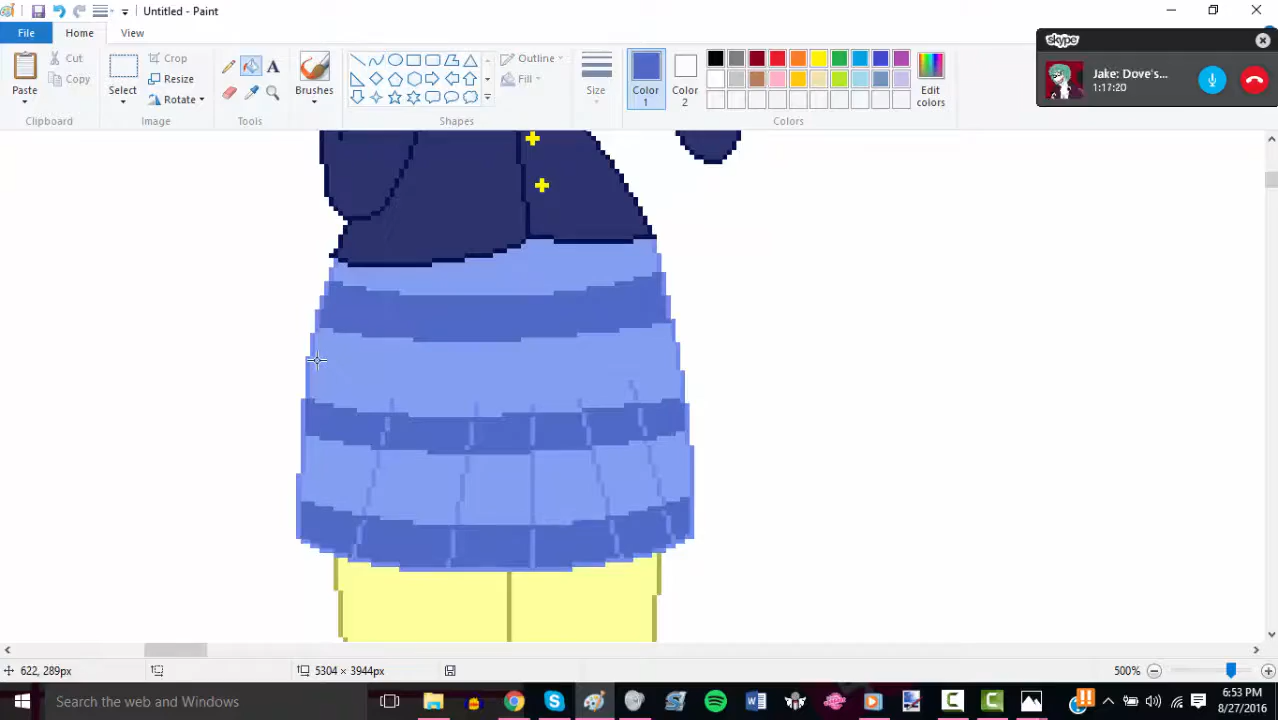 Untitled - Paint
File
Home
View
Paste
Cut
Copy
Clipboard
Select
Crop
Resize
Rotate
Image
A
Tools
Brushes
Outline
Fill
Shapes
Size
Color 1
Color 2
Edit colors
Colors
skype
Jake: Dove's...
1:17:20
622, 289px
5304 × 3944px
500%
Search the web and Windows
6:53 PM
8/27/2016